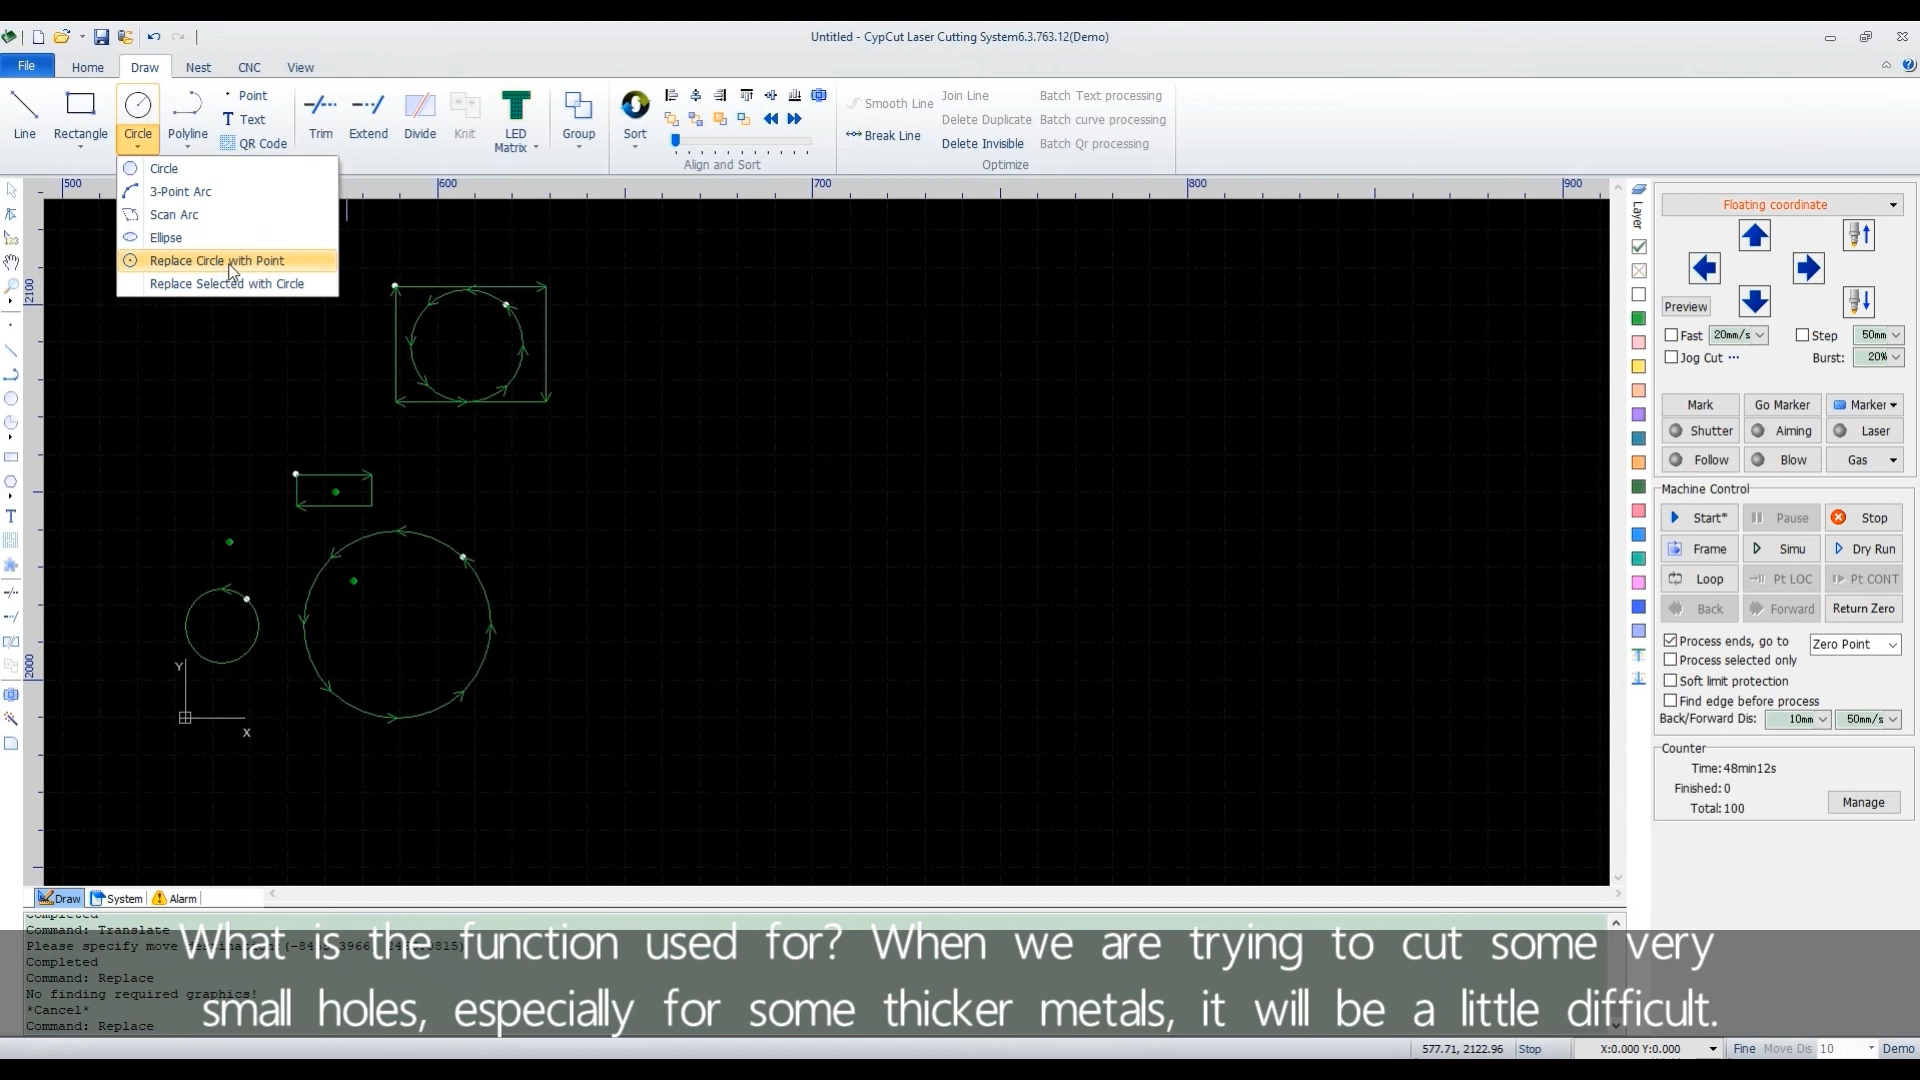 Untitled - CypCut Laser Cutting System6.3.763.12(Demo)
File Home Draw Nest CNC View
Line Rectangle Circle Polyline
Point
Text
QR Code
Trim Extend Divide Knit LED Matrix Group Sort
Align and Sort
Smooth Line
Break Line
Join Line
Delete Duplicate
Delete Invisible
Batch Text processing
Batch curve processing
Batch Qr processing
Optimize
Circle
3-Point Arc
Scan Arc
Ellipse
Replace Circle with Point
Replace Selected with Circle
500 600 700 800 900
2100
2000
123
Y
X
Layer
Floating coordinate
Preview
Fast 20mm/s Step 50mm
Jog Cut Burst: 20%
Mark Go Marker Marker
Shutter Aiming Laser
Follow Blow Gas
Machine Control
Start* Pause Stop
Frame Simu Dry Run
Loop Pt LOC Pt CONT
Back Forward Return Zero
Process ends, go to Zero Point
Process selected only
Soft limit protection
Find edge before process
Back/Forward Dis: 10mm 50mm/s
Counter
Time:48min12s
Finished:0
Total:100
Manage
Draw System Alarm
Completed
Command: Translate
Please specify move
Completed
Command: Replace
No finding required graphics!
*Cancel*
Command: Replace
What is the function used for? When we are trying to cut some very
small holes, especially for some thicker metals, it will be a little difficult.
577.71, 2122.96 Stop X:0.000 Y:0.000 Fine Move Dis 10 Demo